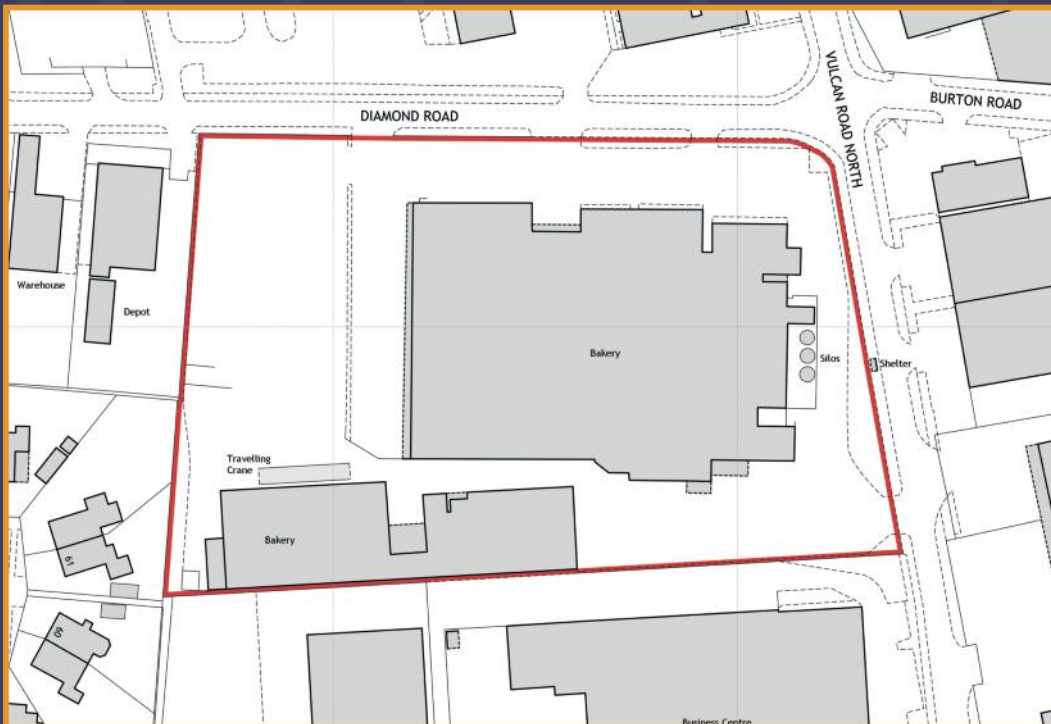 DIAMOND ROAD
VULCAN ROAD NORTH
BURTON ROAD
Warehouse
Depot
Bakery
Silos
Shelter
Travelling
Crane
Bakery
61
60
Business Centre